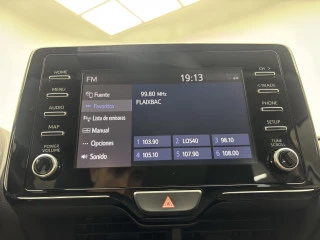 HOME
MENU
AUDIO
MAP
POWER
VOLUME
FM
19:13
Fuente
Favoritos
Lista de emisoras
Manual
Opciones
Sonido
99.80 MHz
FLAIXBAC
1 103.90
2 LOS40
3 98.10
4 105.10
5 107.90
6 108.00
PHONE
SETUP
TUNE
SCROLL